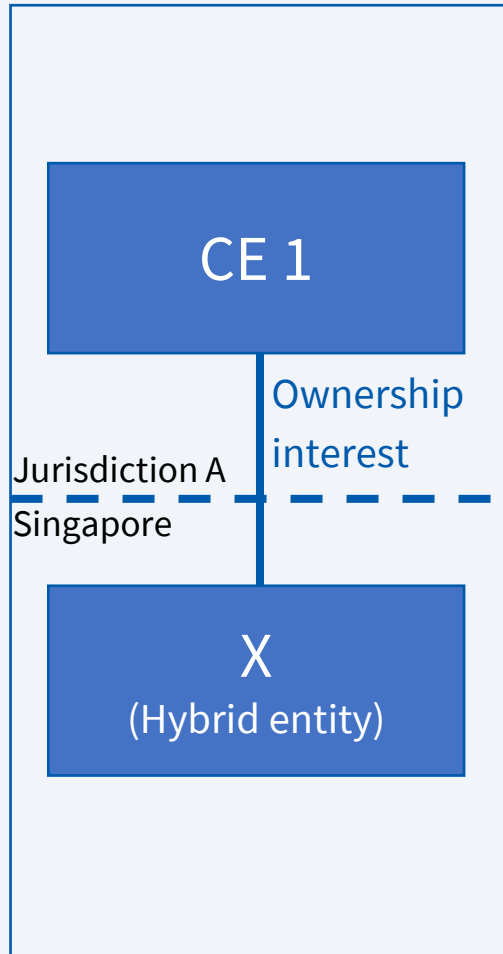 CE 1
Ownership
interest
Jurisdiction A
Singapore
X
(Hybrid entity)